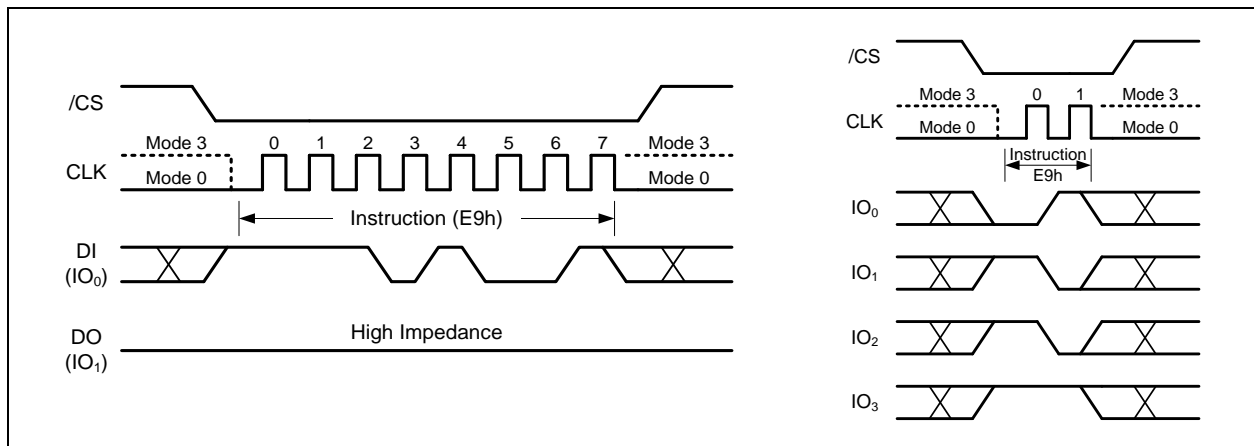 /CS
Mode 3 0 1 2 3 4 5 6 7 Mode 3
CLK
Mode 0 Mode 0
Instruction (E9h)
DI
(IO₀)
High Impedance
DO
(IO₁)
/CS
Mode 3 0 1 Mode 3
CLK
Mode 0 Mode 0
Instruction
E9h
IO₀
IO₁
IO₂
IO₃